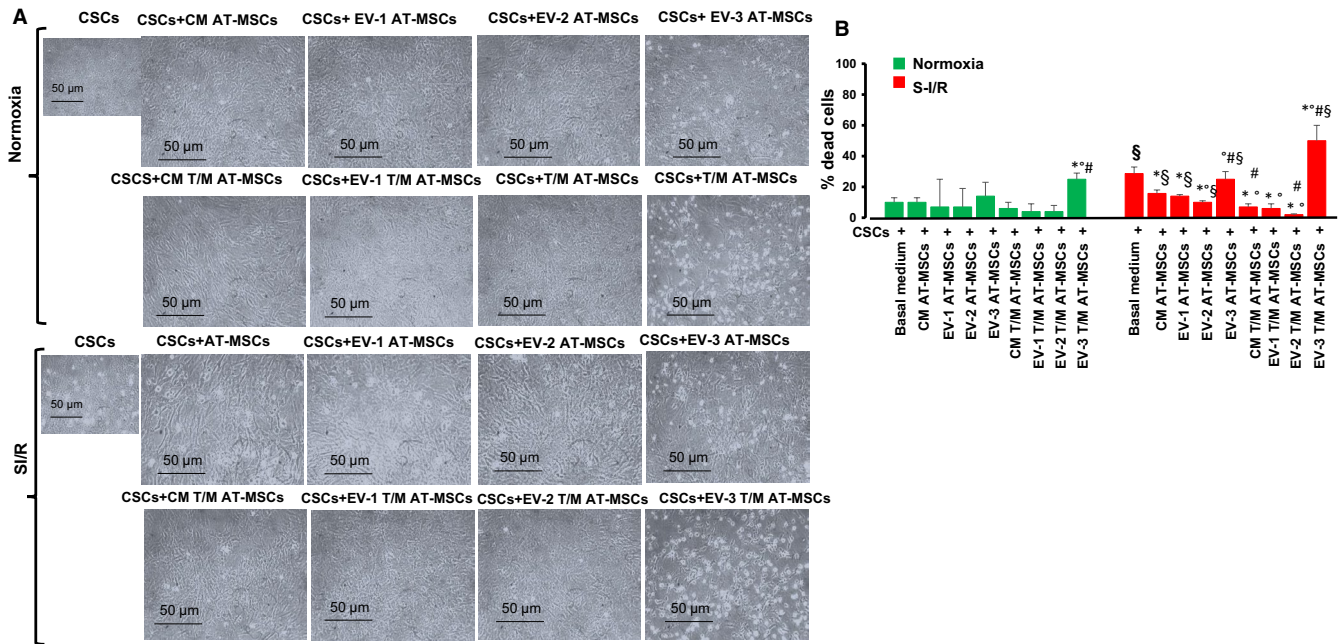 A
CSCs
CSCs+CM AT-MSCs
CSCs+ EV-1 AT-MSCs
CSCs+EV-2 AT-MSCs
CSCs+ EV-3 AT-MSCs
Normoxia
50 µm
50 µm
50 µm
50 µm
50 µm
CSCS+CM T/M AT-MSCs
CSCs+EV-1 T/M AT-MSCs
CSCs+T/M AT-MSCs
CSCs+T/M AT-MSCs
50 µm
50 µm
50 µm
50 µm
CSCs
CSCs+AT-MSCs
CSCs+EV-1 AT-MSCs
CSCs+EV-2 AT-MSCs
CSCs+EV-3 AT-MSCs
SI/R
50 µm
50 µm
50 µm
50 µm
50 µm
CSCs+CM T/M AT-MSCs
CSCs+EV-1 T/M AT-MSCs
CSCs+EV-2 T/M AT-MSCs
CSCs+EV-3 T/M AT-MSCs
50 µm
50 µm
50 µm
50 µm
B
Normoxia
S-I/R
% dead cells
100
80
60
40
20
0
*°#
§
*§
*§
*°§
°#§
#
* °
* °
#
* °
*°#§
CSCs + + + + + + + + + + + + + + + + + +
Basal medium
CM AT-MSCs
EV-1 AT-MSCs
EV-2 AT-MSCs
EV-3 AT-MSCs
CM T/M AT-MSCs
EV-1 T/M AT-MSCs
EV-2 T/M AT-MSCs
EV-3 T/M AT-MSCs
Basal medium
CM AT-MSCs
EV-1 AT-MSCs
EV-2 AT-MSCs
EV-3 AT-MSCs
CM T/M AT-MSCs
EV-1 T/M AT-MSCs
EV-2 T/M AT-MSCs
EV-3 T/M AT-MSCs